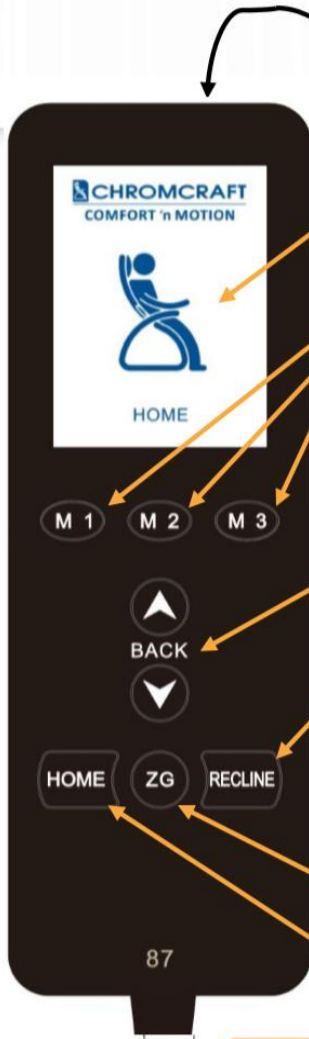 CHROMCRAFT
COMFORT 'n MOTION
HOME
M 1 M 2 M 3
BACK
HOME ZG RECLINE
87